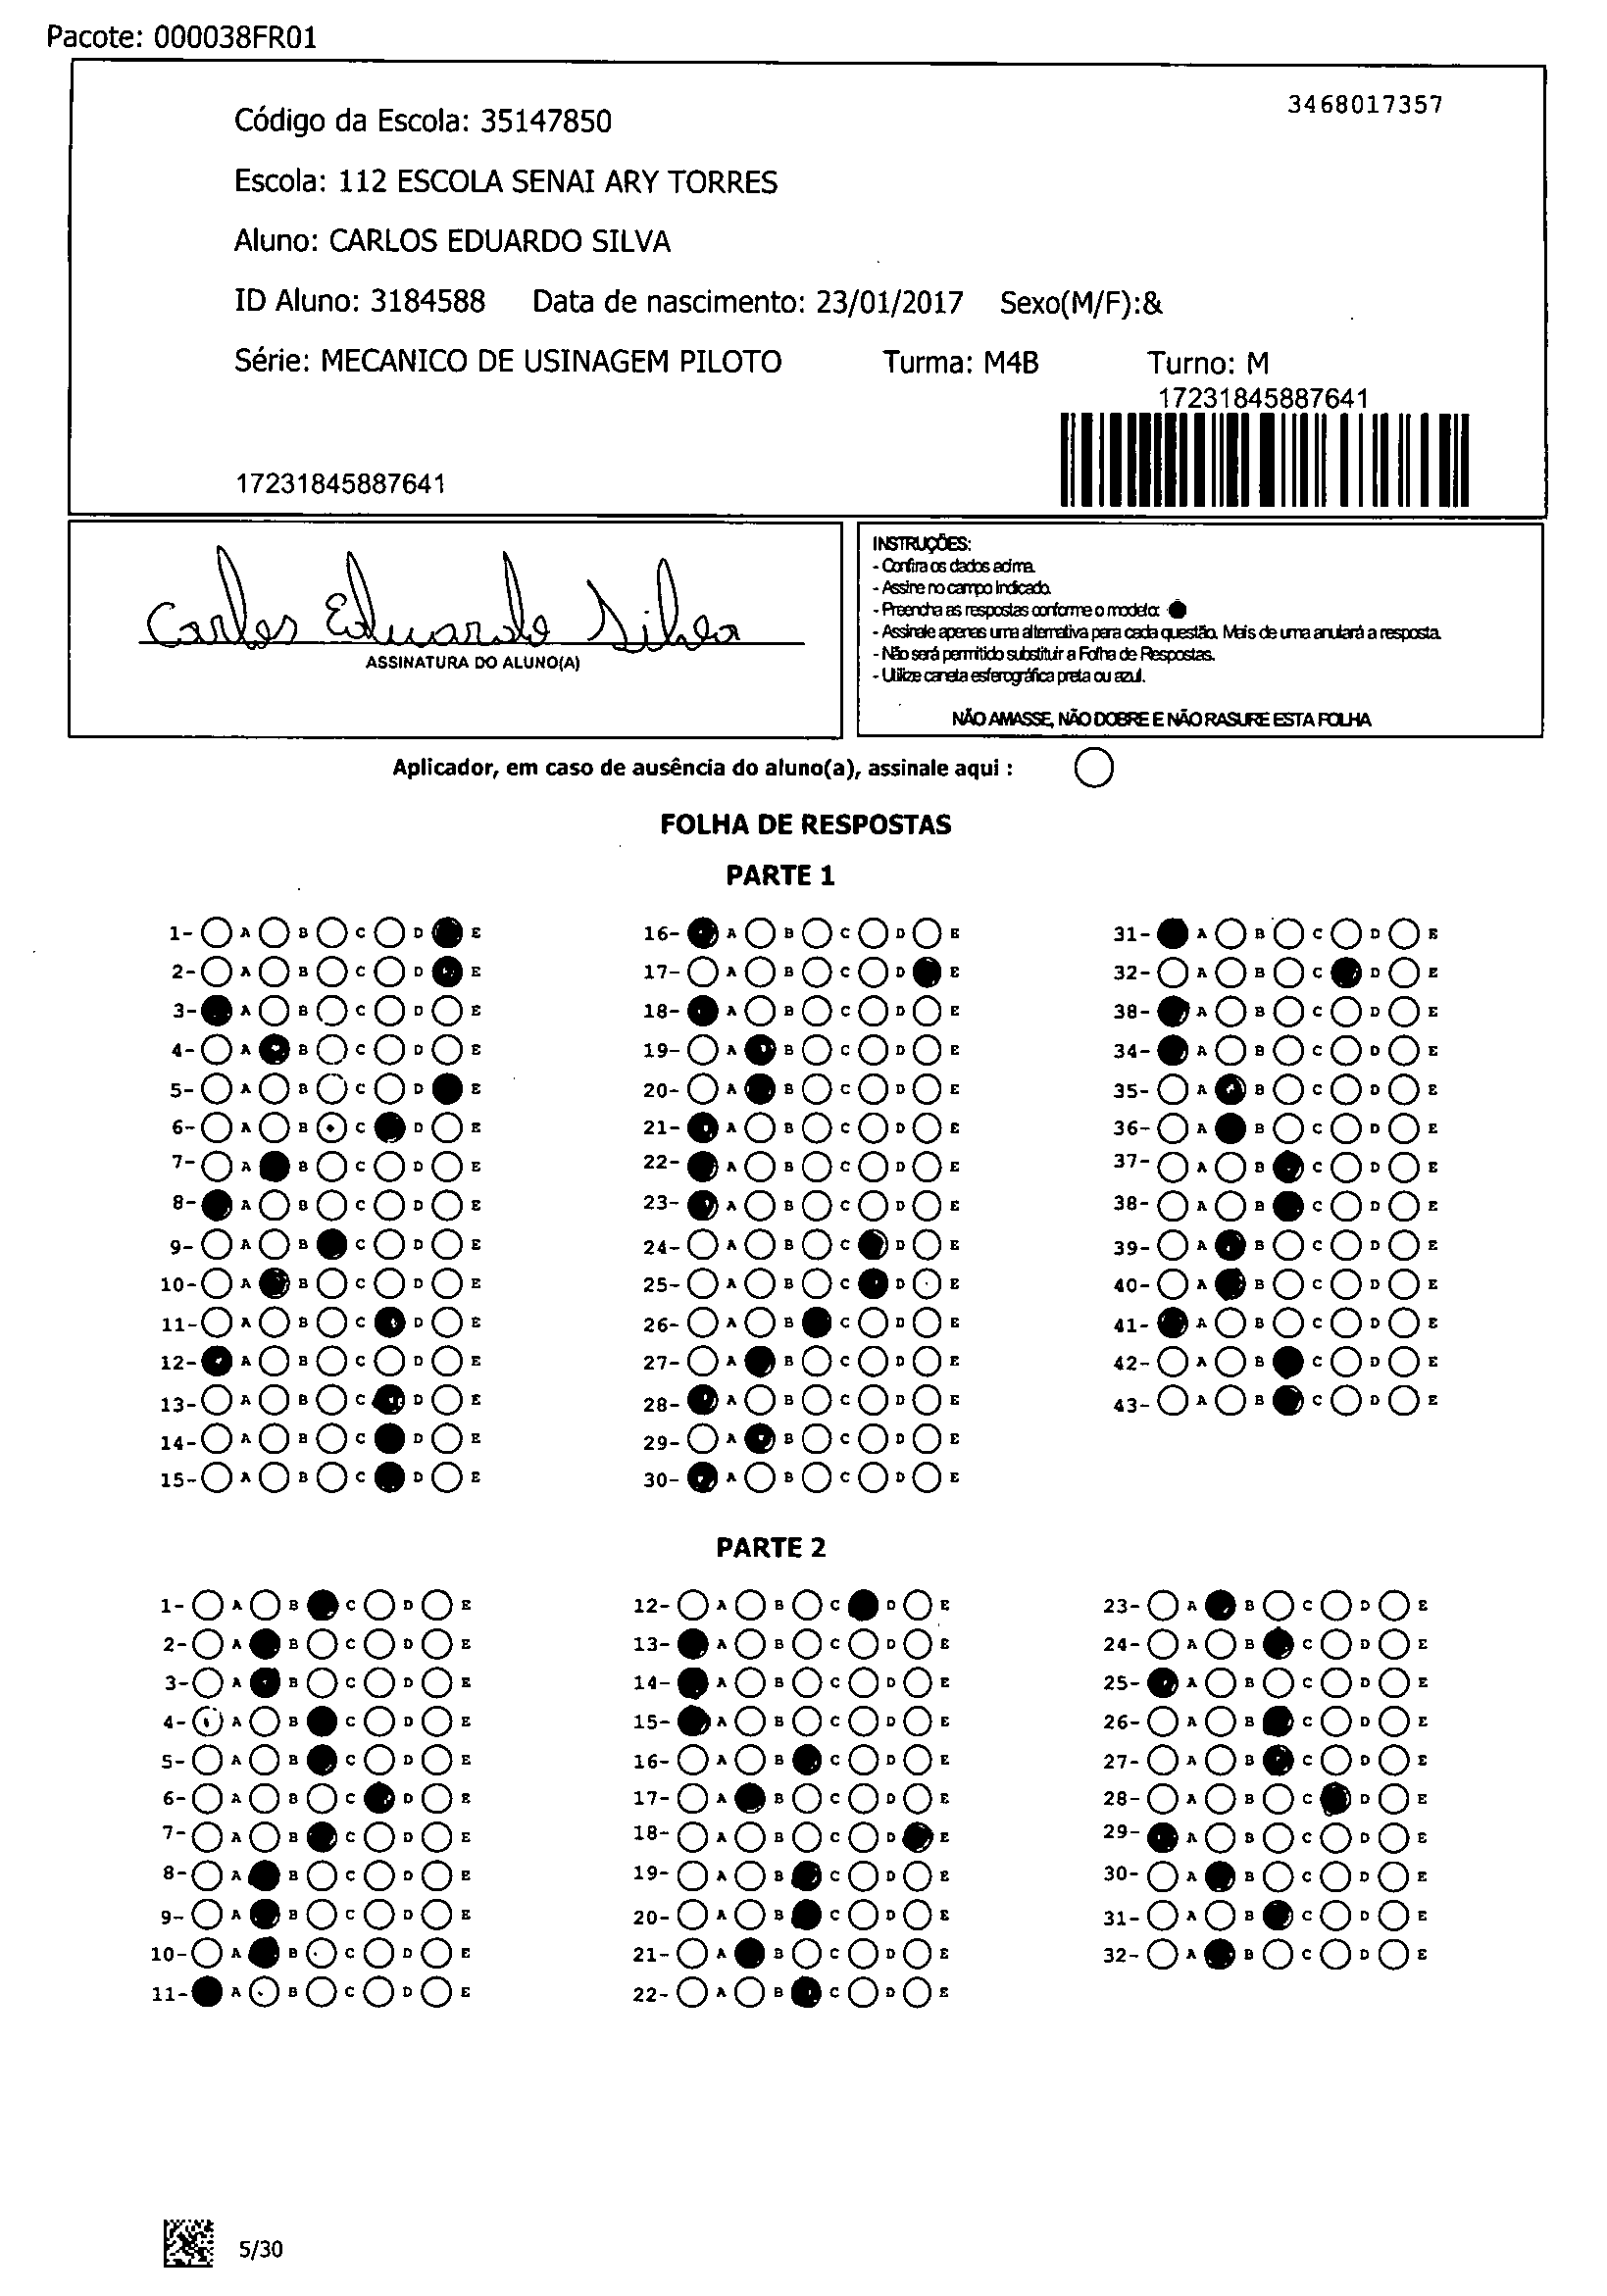 Pacote: 000038FR01
3468017357
Código da Escola: 35147850
Escola: 112 ESCOLA SENAI ARY TORRES
Aluno: CARLOS EDUARDO SILVA
ID Aluno: 3184588 Data de nascimento: 23/01/2017 Sexo(M/F):&
Série: MECANICO DE USINAGEM PILOTO Turma: M4B Turno: M
17231845887641
17231845887641
Carlos Eduardo Silva
ASSINATURA DO ALUNO(A)
INSTRUÇÕES:
- Confira os dados acima.
- Assine no campo indicado.
- Preencha as respostas conforme o modelo:
- Assinale apenas uma alternativa para cada questão. Mais de uma anulará a resposta.
- Não será permitido substituir a Folha de Respostas.
- Utilize caneta esferográfica preta ou azul.
NÃO AMASSE, NÃO DOBRE E NÃO RASURE ESTA FOLHA
Aplicador, em caso de ausência do aluno(a), assinale aqui :
FOLHA DE RESPOSTAS
PARTE 1
1- A B C D E 16- A B C D E 31- A B C D E
2- A B C D E 17- A B C D E 32- A B C D E
3- A B C D E 18- A B C D E 38- A B C D E
4- A B C D E 19- A B C D E 34- A B C D E
5- A B C D E 20- A B C D E 35- A B C D E
6- A B C D E 21- A B C D E 36- A B C D E
7- A B C D E 22- A B C D E 37- A B C D E
8- A B C D E 23- A B C D E 38- A B C D E
9- A B C D E 24- A B C D E 39- A B C D E
10- A B C D E 25- A B C D E 40- A B C D E
11- A B C D E 26- A B C D E 41- A B C D E
12- A B C D E 27- A B C D E 42- A B C D E
13- A B C D E 28- A B C D E 43- A B C D E
14- A B C D E 29- A B C D E
15- A B C D E 30- A B C D E
PARTE 2
1- A B C D E 12- A B C D E 23- A B C D E
2- A B C D E 13- A B C D E 24- A B C D E
3- A B C D E 14- A B C D E 25- A B C D E
4- A B C D E 15- A B C D E 26- A B C D E
5- A B C D E 16- A B C D E 27- A B C D E
6- A B C D E 17- A B C D E 28- A B C D E
7- A B C D E 18- A B C D E 29- A B C D E
8- A B C D E 19- A B C D E 30- A B C D E
9- A B C D E 20- A B C D E 31- A B C D E
10- A B C D E 21- A B C D E 32- A B C D E
11- A B C D E 22- A B C D E
5/30